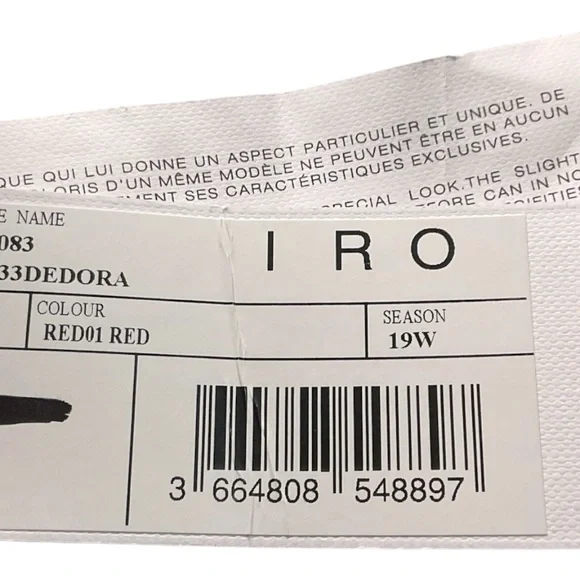 QUE QUI LUI DONNE UN ASPECT PARTICULIER ET UNIQUE. DE
LORIS D'UN MÊME MODÈLE NE PEUVENT ÊTRE EN AUCUN
MENT SES CARACTÉRISTIQUES EXCLUSIVES.
SPECIAL LOOK.THE SLIGHT
CAN IN NO
E NAME
083
33DEDORA
IRO
COLOUR
RED01 RED
SEASON
19W
3 664808 548897